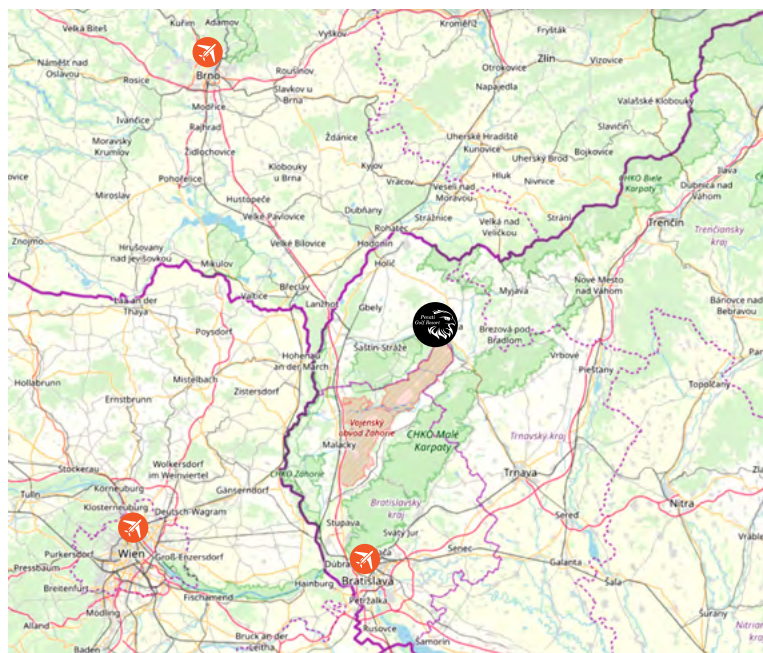 Velká Bíteš
Kuřim
Adamov
Vyškov
Kroměříž
Fryšták
Náměšť nad
Oslavou
Rosice
Brno
Rousínov
Slavkov u
Brna
Otrokovice
Zlín
Vizovice
Napajedla
Modřice
Rajhrad
Ivančice
Moravský
Krumlov
Židlochovice
Ždánice
Valašské Klobouky
Slavičín
Uherské Hradiště
Kunovice
Uherský Brod
Bojkovice
Pohořelice
Klobouky
u Brna
Kyjov
Vracov
Veselí nad
Moravou
Hluk
Nivnice
CHKO Biele
Karpaty
Ilava
Dubnica nad
Váhom
Miroslav
Hustopeče
Velké Pavlovice
Dubňany
Strážnice
Velká nad
Veličkou
Strání
Trenčín
Trenčiansky
kraj
Znojmo
Hrušovany
nad Jevišovkou
Mikulov
Velké Bílovice
Rohatec
Hodonín
Holíč
Břeclav
Valtice
Lanžhot
Gbely
Myjava
Nové Mesto
nad Váhom
Bánovce nad
Bebravou
Laa an der
Thaya
Poysdorf
Penati
Golf Resort
Brezová pod
Bradlom
Šaštín-Stráže
Vrbové
Piešťany
Topoľčany
Hohenau
an der March
Hollabrunn
Mistelbach
Ernstbrunn
Zistersdorf
Vojenský
obvod Záhorie
Malacky
CHKO Malé
Karpaty
Trnavský kraj
Trnava
Stockerau
Wolkersdorf
im Weinviertel
CHKO Záhorie
Korneuburg
Tulln
Gänserndorf
Klosterneuburg
Deutsch-Wagram
Bratislavský
kraj
Nitra
Sereď
Stupava
Svätý Jur
Purkersdorf
Wien
Groß-Enzersdorf
Pressbaum
Senec
Galanta
Breitenfurt
Fischamend
Hainburg
Bratislava
Šaľa
Mödling
Petržalka
Alland
Baden
Bruck an der
Leitha
Rusovce
Šamorín
Šurany